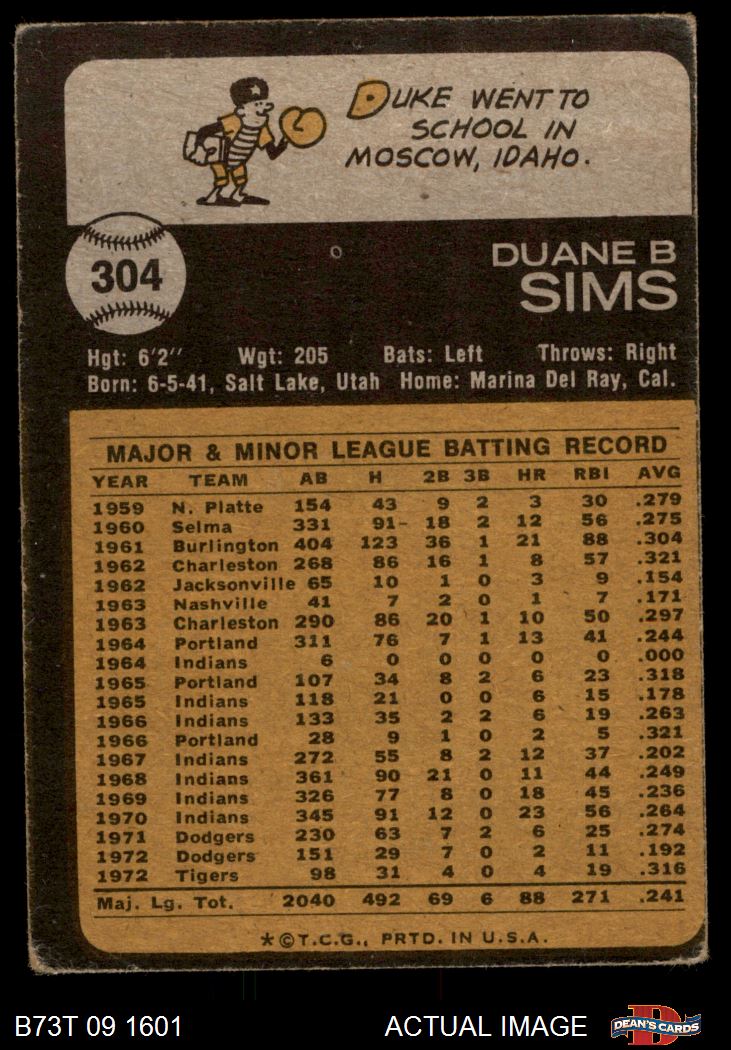 DUKE WENT TO
SCHOOL IN
MOSCOW, IDAHO.
304
DUANE B
SIMS
Hgt: 6'2" Wgt: 205 Bats: Left Throws: Right
Born: 6-5-41, Salt Lake, Utah Home: Marina Del Ray, Cal.
MAJOR & MINOR LEAGUE BATTING RECORD
YEAR TEAM AB H 2B 3B HR RBI AVG
1959 N. Platte 154 43 9 2 3 30 .279
1960 Selma 331 91 18 2 12 56 .275
1961 Burlington 404 123 36 1 21 88 .304
1962 Charleston 268 86 16 1 8 57 .321
1962 Jacksonville 65 10 1 0 3 9 .154
1963 Nashville 41 7 2 0 1 7 .171
1963 Charleston 290 86 20 1 10 50 .297
1964 Portland 311 76 7 1 13 41 .244
1964 Indians 6 0 0 0 0 0 .000
1965 Portland 107 34 8 2 6 23 .318
1965 Indians 118 21 0 0 6 15 .178
1966 Indians 133 35 2 2 6 19 .263
1966 Portland 28 9 1 0 2 5 .321
1967 Indians 272 55 8 2 12 37 .202
1968 Indians 361 90 21 0 11 44 .249
1969 Indians 326 77 8 0 18 45 .236
1970 Indians 345 91 12 0 23 56 .264
1971 Dodgers 230 63 7 2 6 25 .274
1972 Dodgers 151 29 7 0 2 11 .192
1972 Tigers 98 31 4 0 4 19 .316
Maj. Lg. Tot. 2040 492 69 6 88 271 .241
*©T.C.G., PRTD. IN U.S.A.
B73T 09 1601 ACTUAL IMAGE DEAN'S CARDS